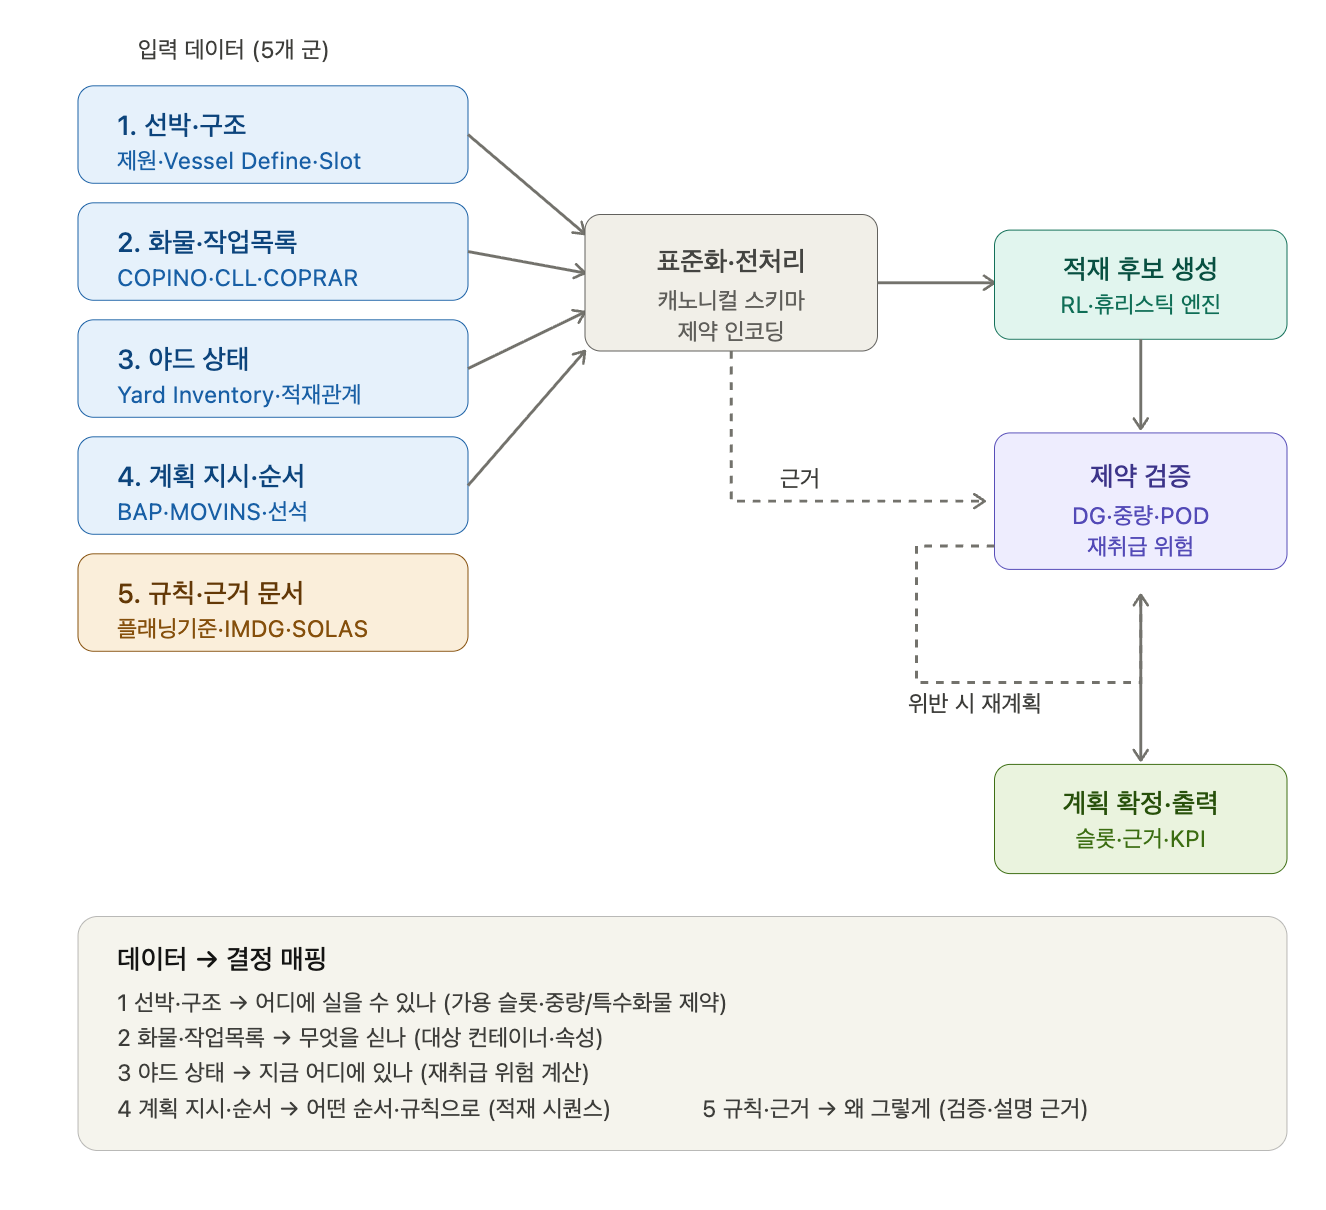 입력 데이터 (5개 군)
1. 선박·구조
제원·Vessel Define·Slot
2. 화물·작업목록
COPINO·CLL·COPRAR
3. 야드 상태
Yard Inventory·적재관계
4. 계획 지시·순서
BAP·MOVINS·선석
5. 규칙·근거 문서
플래닝기준·IMDG·SOLAS
표준화·전처리
캐노니컬 스키마
제약 인코딩
적재 후보 생성
RL·휴리스틱 엔진
근거
제약 검증
DG·중량·POD
재취급 위험
위반 시 재계획
계획 확정·출력
슬롯·근거·KPI
데이터 → 결정 매핑
1 선박·구조 → 어디에 실을 수 있나 (가용 슬롯·중량/특수화물 제약)
2 화물·작업목록 → 무엇을 싣나 (대상 컨테이너·속성)
3 야드 상태 → 지금 어디에 있나 (재취급 위험 계산)
4 계획 지시·순서 → 어떤 순서·규칙으로 (적재 시퀀스)
5 규칙·근거 → 왜 그렇게 (검증·설명 근거)